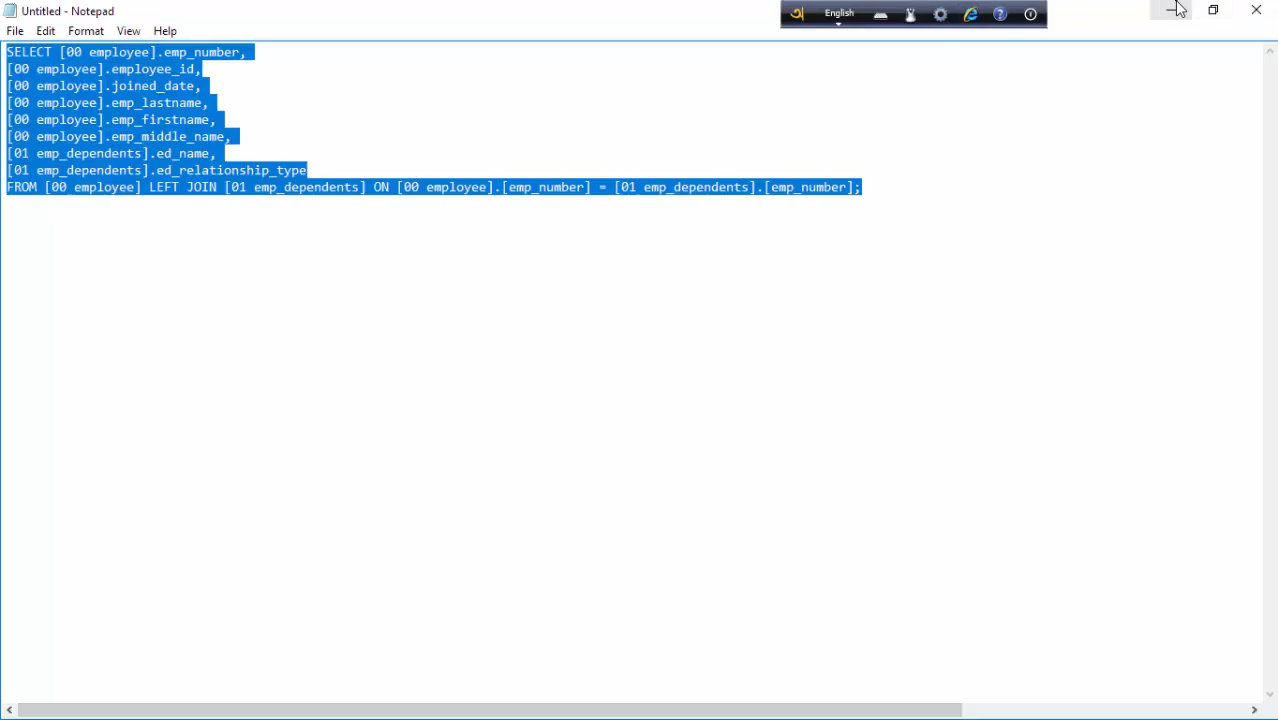 Untitled - Notepad
অ English
File Edit Format View Help
SELECT [00 employee].emp_number,
[00 employee].employee_id,
[00 employee].joined_date,
[00 employee].emp_lastname,
[00 employee].emp_firstname,
[00 employee].emp_middle_name,
[01 emp_dependents].ed_name,
[01 emp_dependents].ed_relationship_type
FROM [00 employee] LEFT JOIN [01 emp_dependents] ON [00 employee].[emp_number] = [01 emp_dependents].[emp_number];